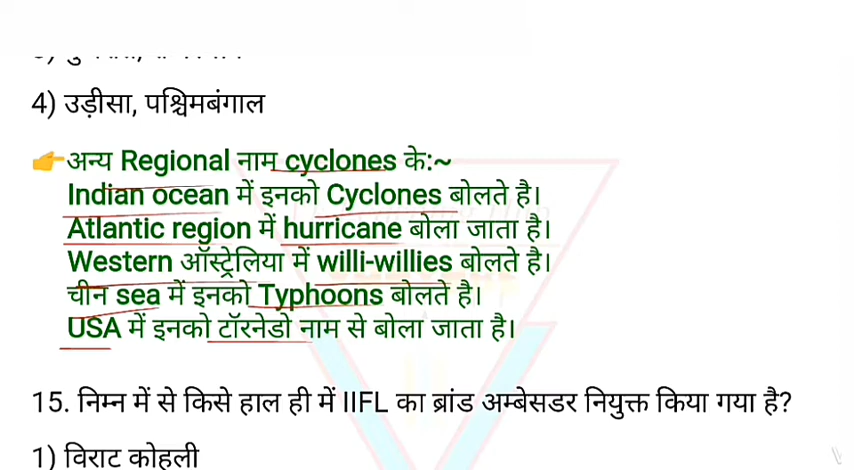 4) उड़ीसा, पश्चिमबंगाल
👉अन्य Regional नाम cyclones के:~
Indian ocean में इनको Cyclones बोलते है।
Atlantic region में hurricane बोला जाता है।
Western ऑस्ट्रेलिया में willi-willies बोलते है।
चीन sea में इनको Typhoons बोलते है।
USA में इनको टॉरनेडो नाम से बोला जाता है।
15. निम्न में से किसे हाल ही में IIFL का ब्रांड अम्बेसडर नियुक्त किया गया है?
1) विराट कोहली